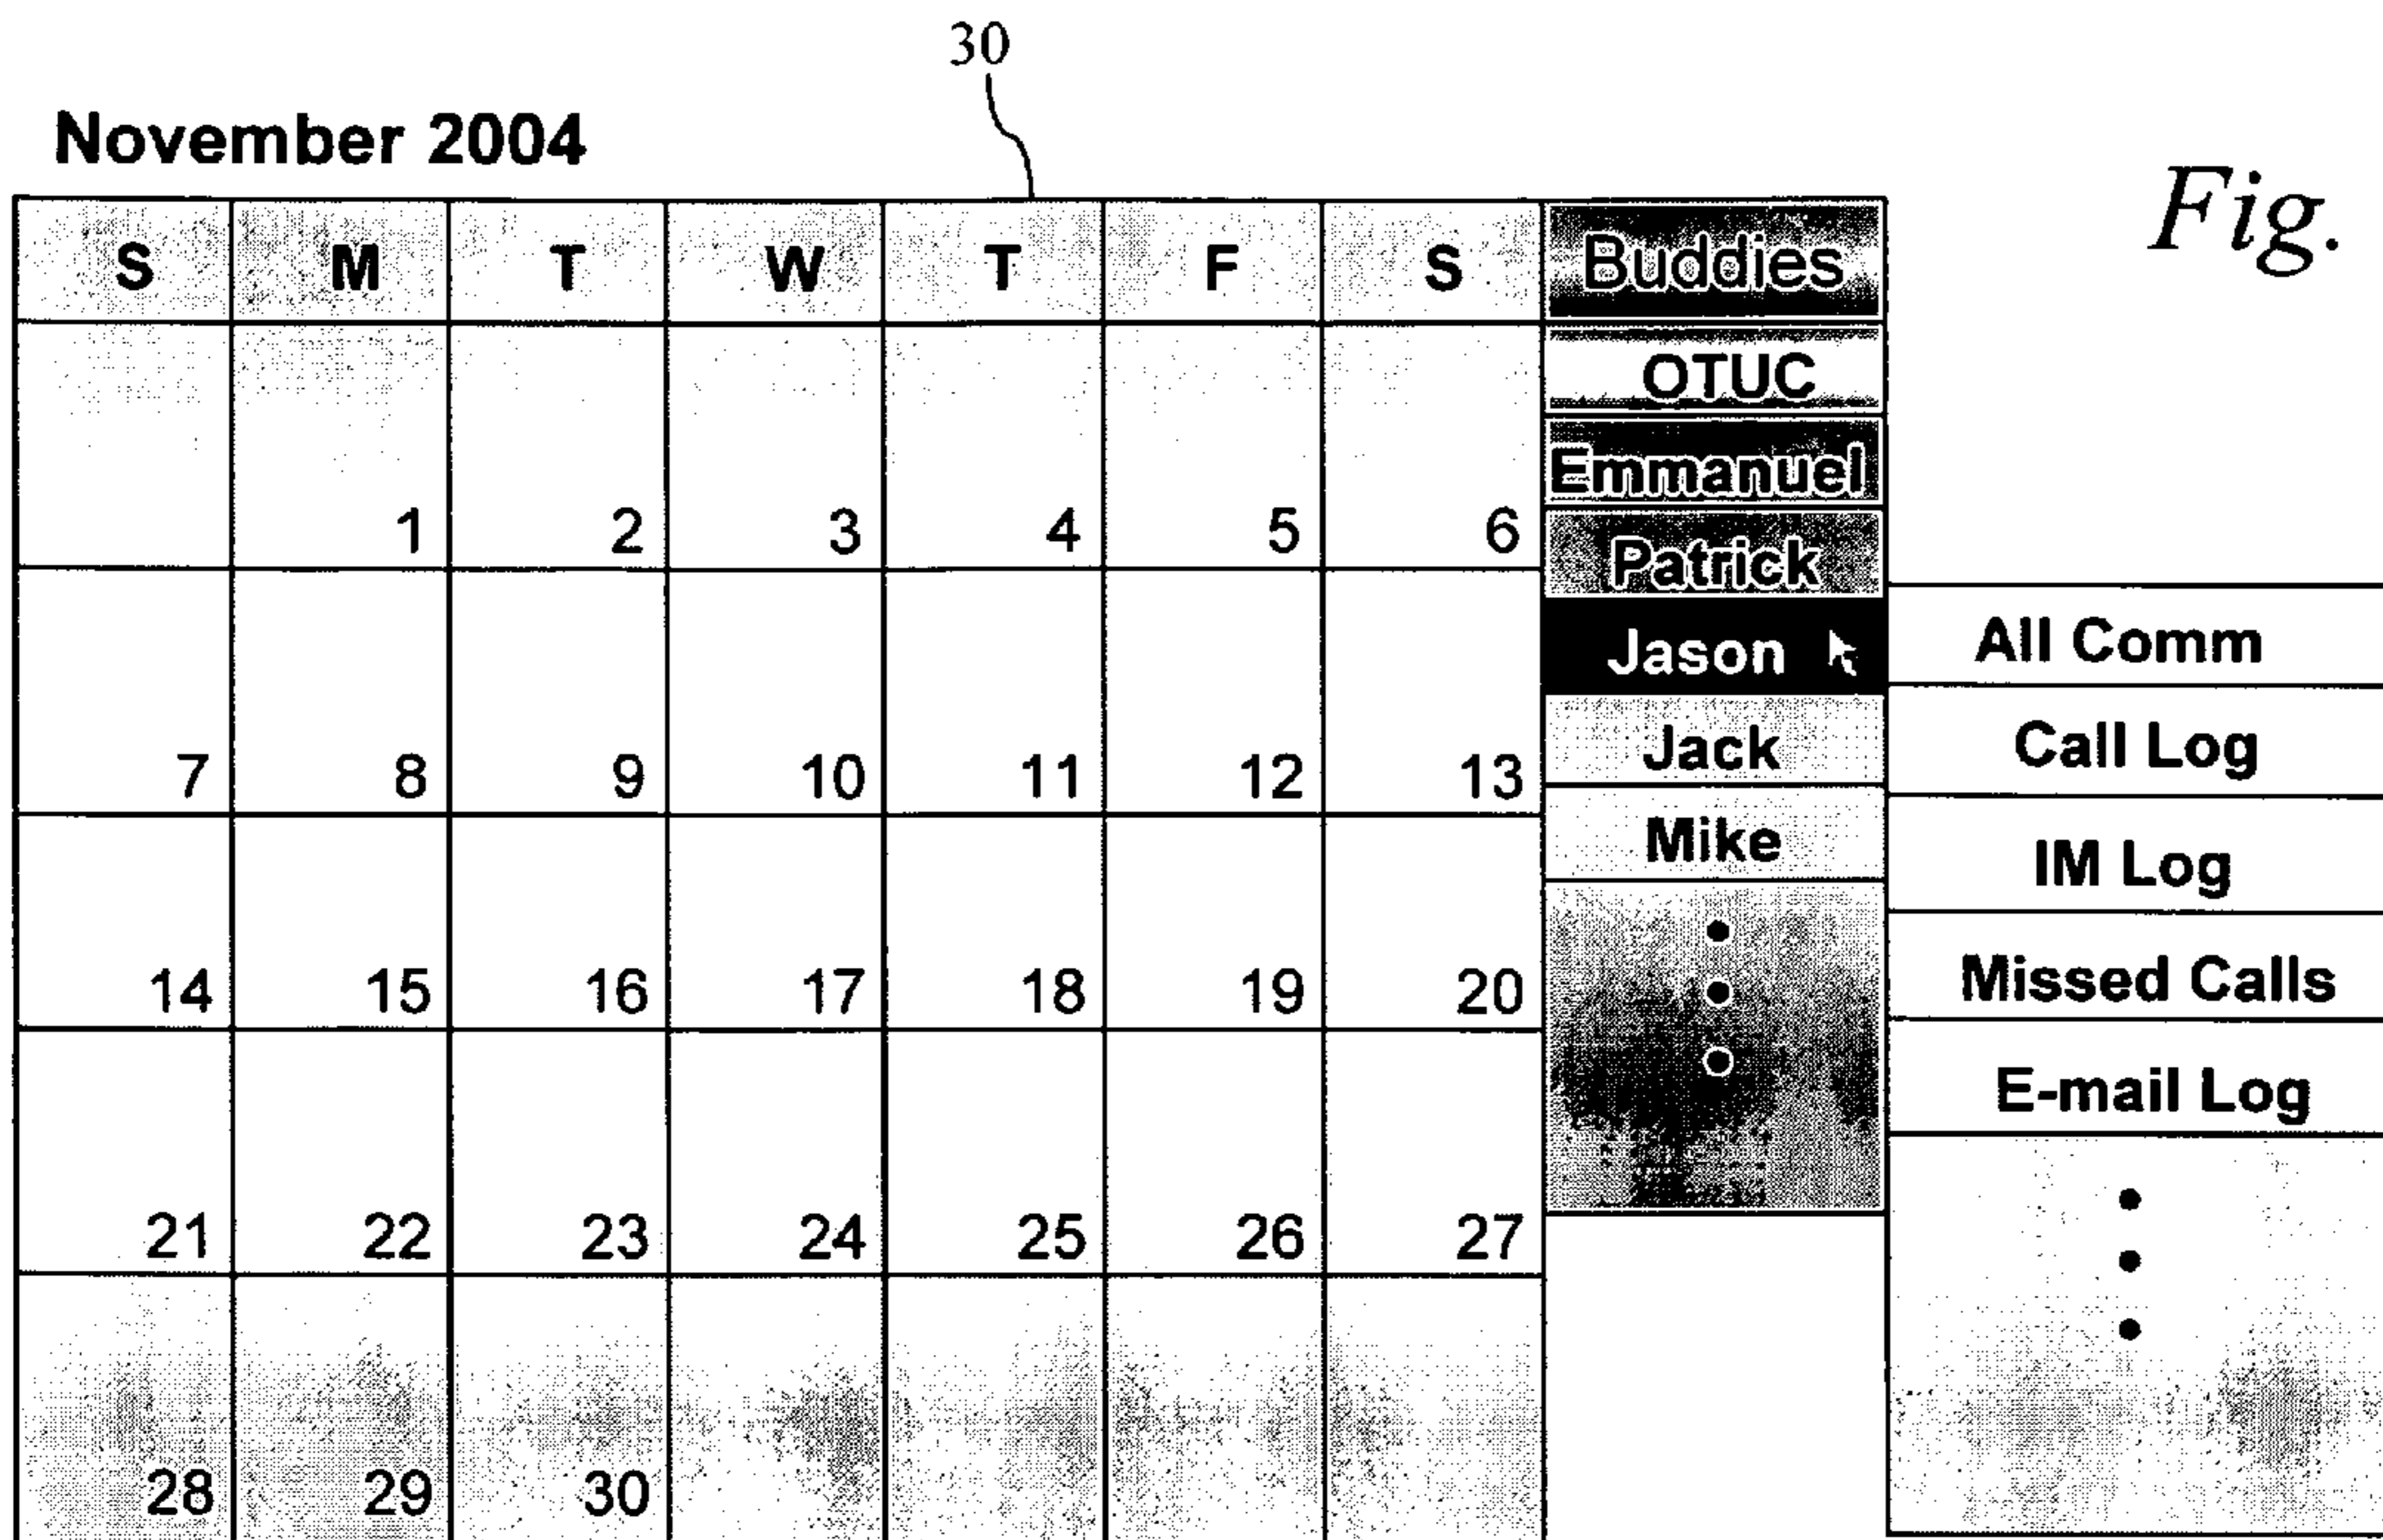 30
November 2004
Fig.
S M T W T F S Buddies
OTUC
Emmanuel
1 2 3 4 5 6 Patrick
Jason All Comm
Jack Call Log
7 8 9 10 11 12 13
Mike IM Log
14 15 16 17 18 19 20 Missed Calls
E-mail Log
21 22 23 24 25 26 27
28 29 30